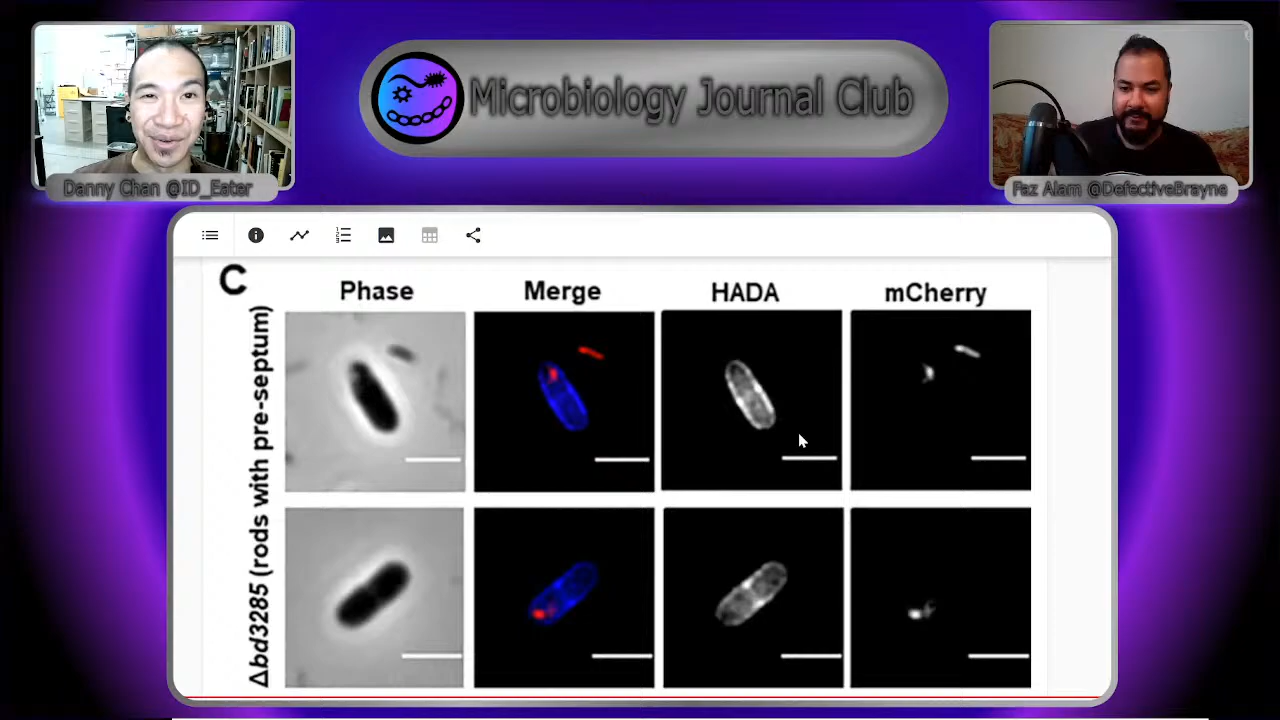 Microbiology Journal Club
Danny Chan @ID_Eater
Faz Alam @DefectiveBrayne
C
Phase
Merge
HADA
mCherry
Δbd3285 (rods with pre-septum)